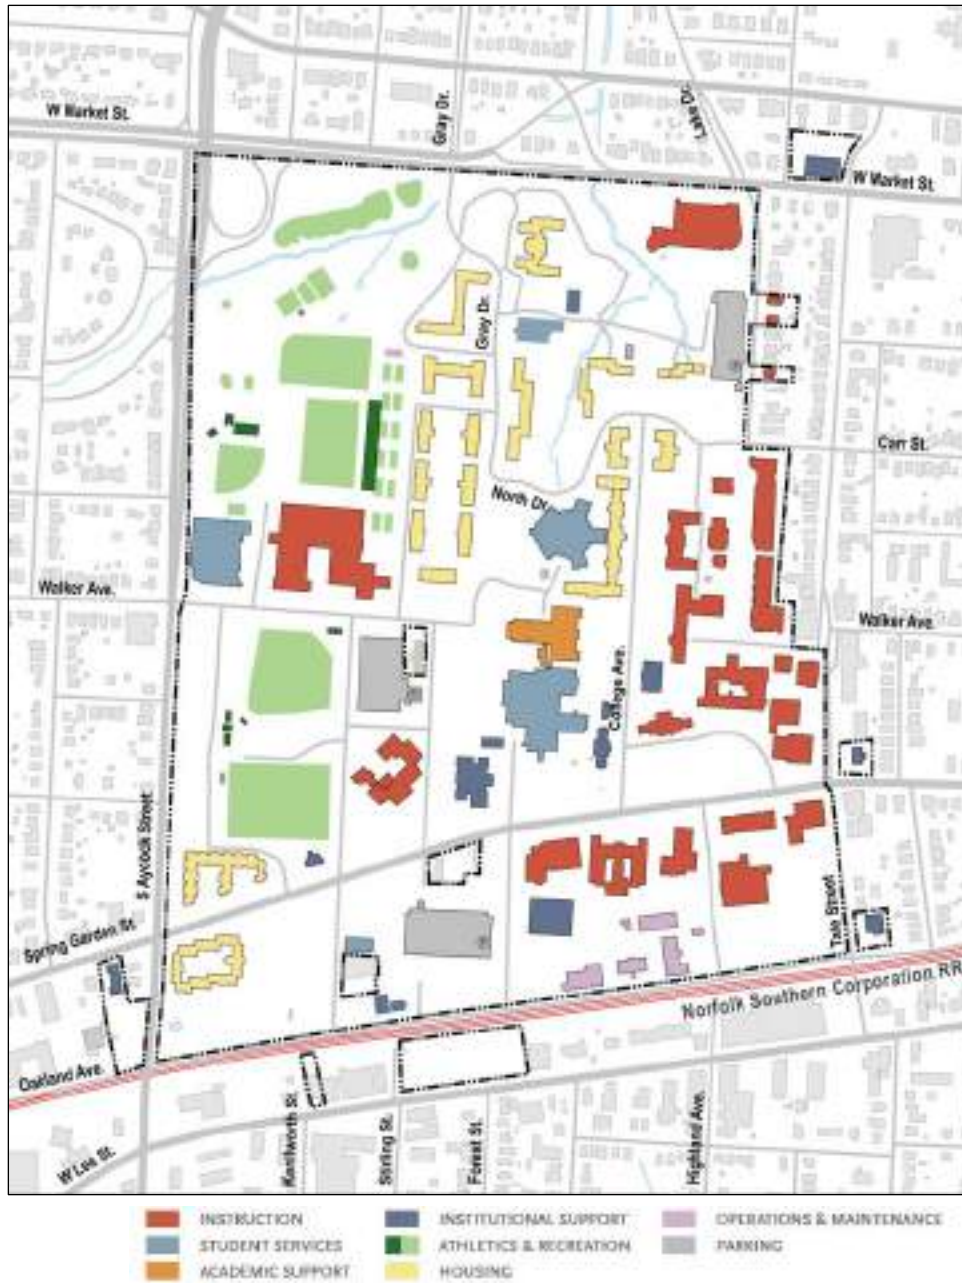 W Market St.
Gray Dr.
Lake Dr.
W Market St.
Gray Dr.
Carr St.
North Dr.
Walker Ave.
Walker Ave.
College Ave.
S Aycock Street
Spring Garden St.
Tate Street
Norfolk Southern Corporation RR
Oakland Ave.
W Lee St.
Kenilworth St.
Stirling St.
Forest St.
Highland Ave.
INSTRUCTION
INSTITUTIONAL SUPPORT
OPERATIONS & MAINTENANCE
STUDENT SERVICES
ATHLETICS & RECREATION
PARKING
ACADEMIC SUPPORT
HOUSING